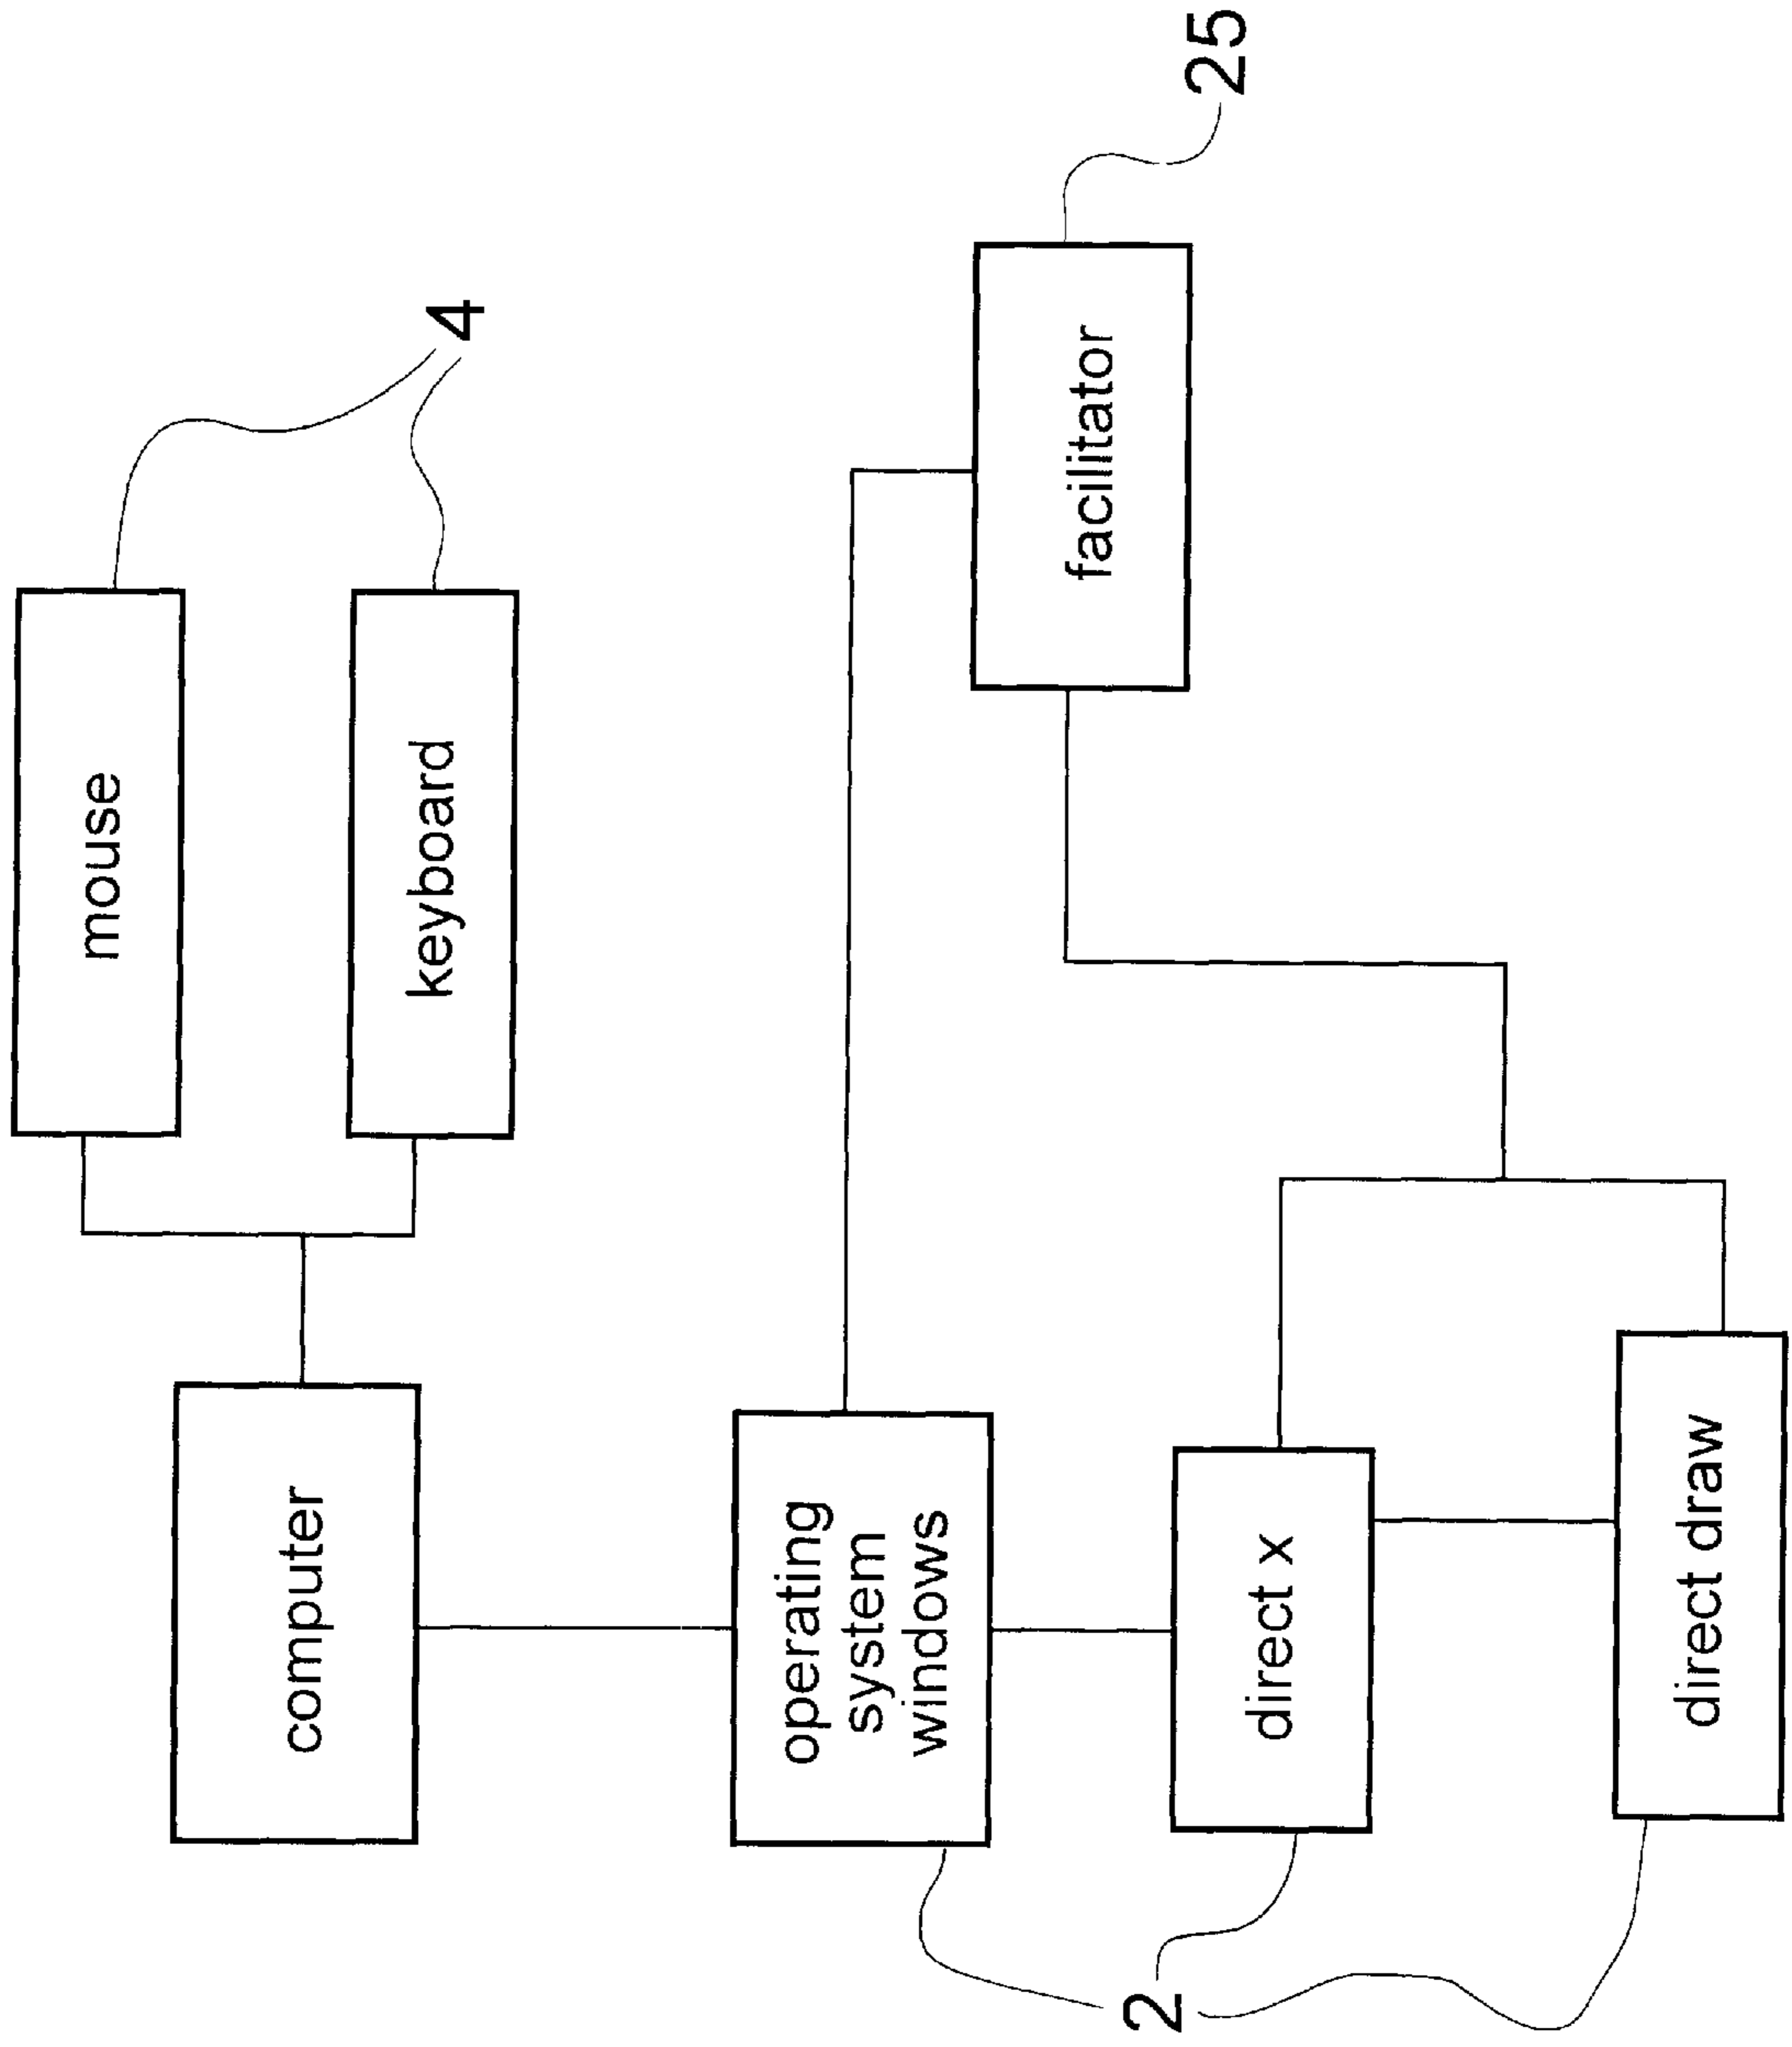 mouse
4
keyboard
computer
operating
system
windows
facilitator
25
direct x
direct draw
2